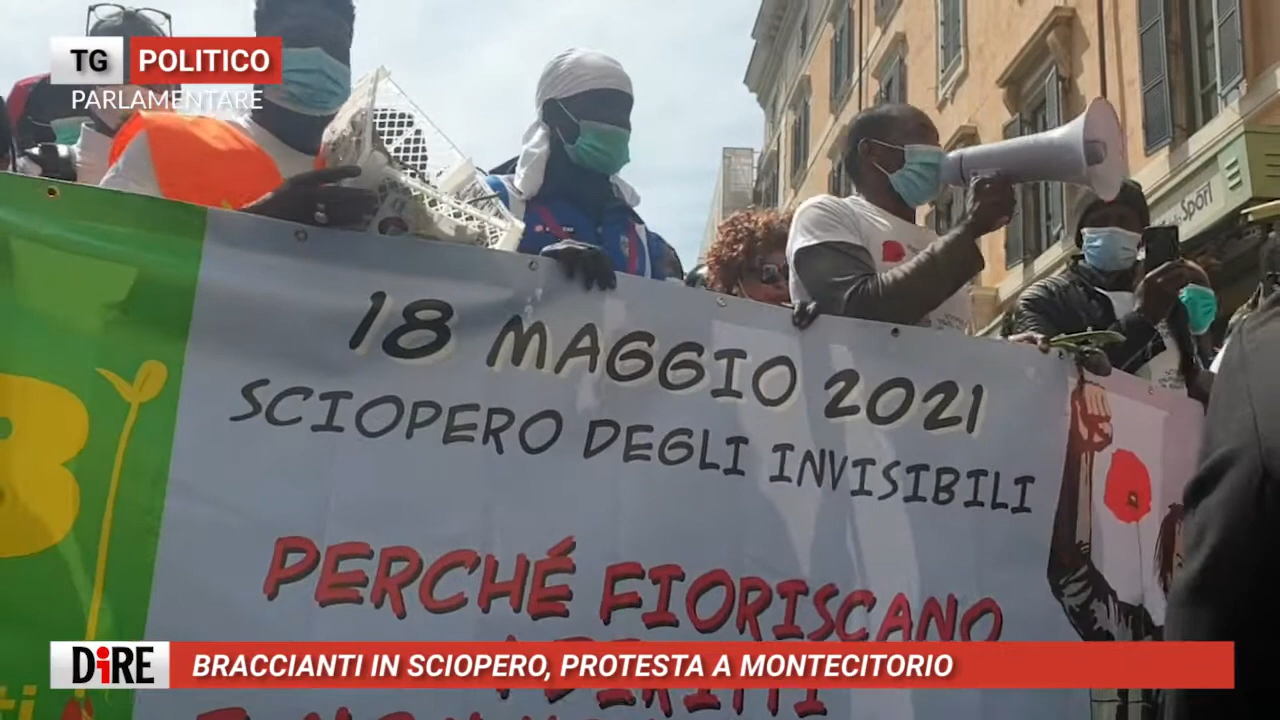 TG POLITICO
PARLAMENTARE
Sport
18 MAGGIO 2021
SCIOPERO DEGLI INVISIBILI
PERCHÉ FIORISCANO
DiRE BRACCIANTI IN SCIOPERO, PROTESTA A MONTECITORIO